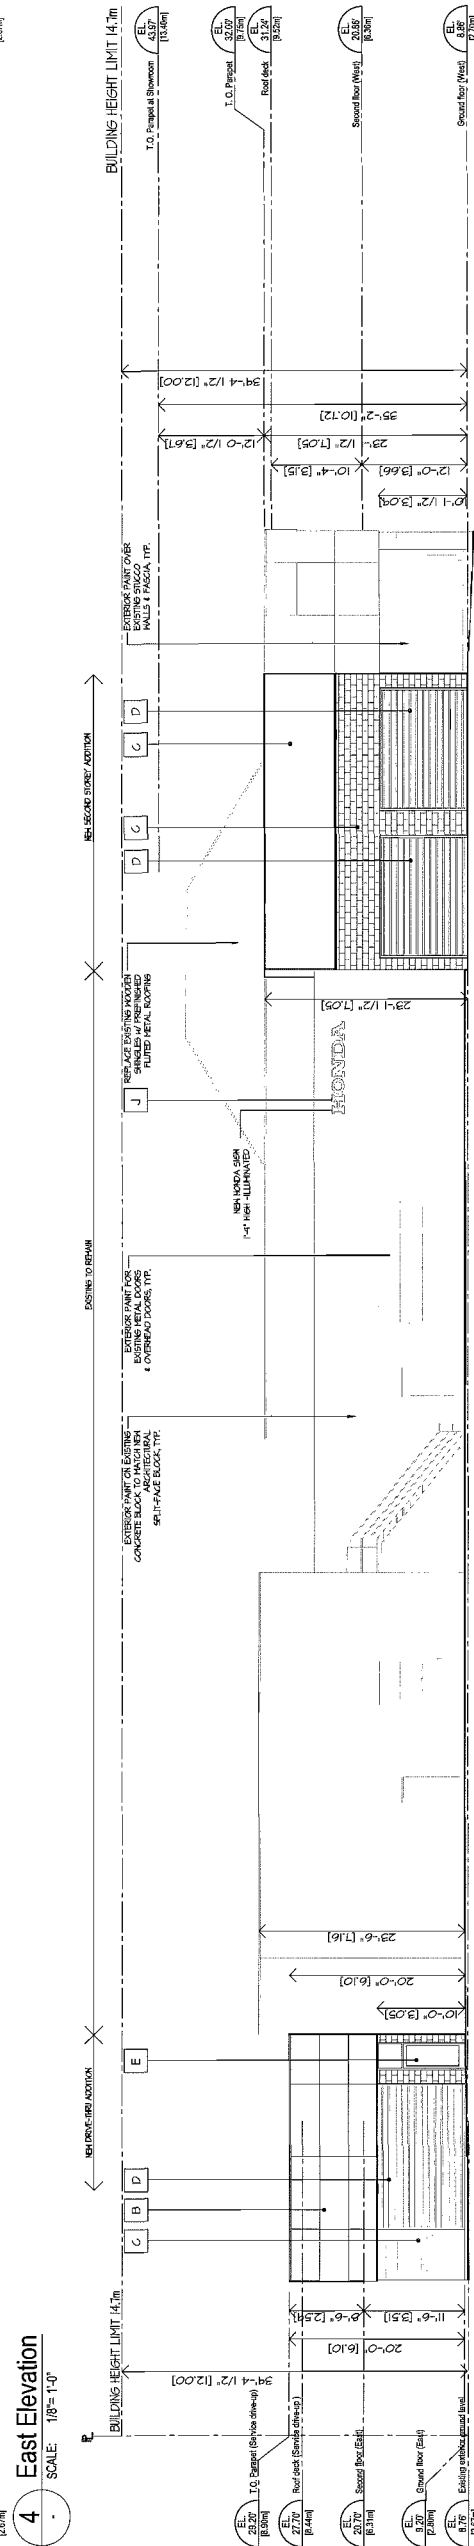 4
East Elevation
-
SCALE: 1/8"= 1'-0"
BUILDING HEIGHT LIMIT 14.7m
NEW DRIVE-THRU ADDITION
EXISTING TO REMAIN
NEW SECOND STOREY ADDITION
BUILDING HEIGHT LIMIT 14.7m
C
B
D
E
J
D
C
C
D
EXTERIOR PAINT ON EXISTING
CONCRETE BLOCK TO MATCH NEW
ARCHITECTURAL
SPLIT-FACE BLOCK, TYP.
EXTERIOR PAINT FOR
EXISTING METAL DOORS
& OVERHEAD DOORS, TYP.
NEW HONDA SIGN
1'-4" HIGH -ILLUMINATED
REPLACE EXISTING WOODEN
SHINGLES W/ PREFINISHED
FLUTED METAL ROOFING
EXTERIOR PAINT OVER
EXISTING STUCCO
WALLS & FASCIA, TYP.
HONDA
39'-4 1/2" [12.00]
20'-0" [6.10]
8'-6" [2.59]
11'-6" [3.51]
10'-0" [3.05]
20'-0" [6.10]
23'-6" [7.16]
23'-1 1/2" [7.05]
10'-1 1/2" [3.09]
12'-0" [3.66]
10'-4" [3.15]
23'-1 1/2" [7.05]
12'-0 1/2" [3.67]
35'-2" [10.72]
39'-4 1/2" [12.00]
EL.
29.20'
[8.90m]
T.O. Parapet (Service drive-up)
EL.
27.70'
[8.44m]
Roof deck (Service drive-up)
EL.
20.70'
[6.31m]
Second floor (East)
EL.
9.20'
[2.80m]
Ground floor (East)
EL.
8.76'
[2.67m]
Existing exterior ground level
EL.
43.97'
[13.40m]
T.O. Parapet at Showroom
EL.
32.00'
[9.75m]
T. O. Parapet
EL.
31.24'
[9.52m]
Roof deck
EL.
20.86'
[6.36m]
Second floor (West)
EL.
8.86'
[2.70m]
Ground floor (West)